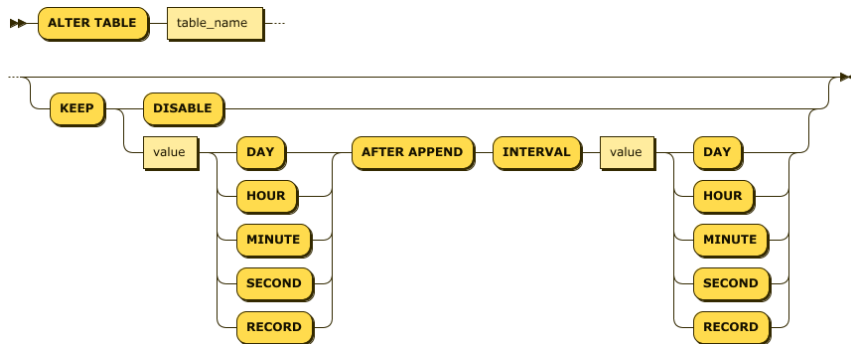 ALTER TABLE table_name
KEEP DISABLE
value DAY AFTER APPEND INTERVAL value DAY
HOUR HOUR
MINUTE MINUTE
SECOND SECOND
RECORD RECORD